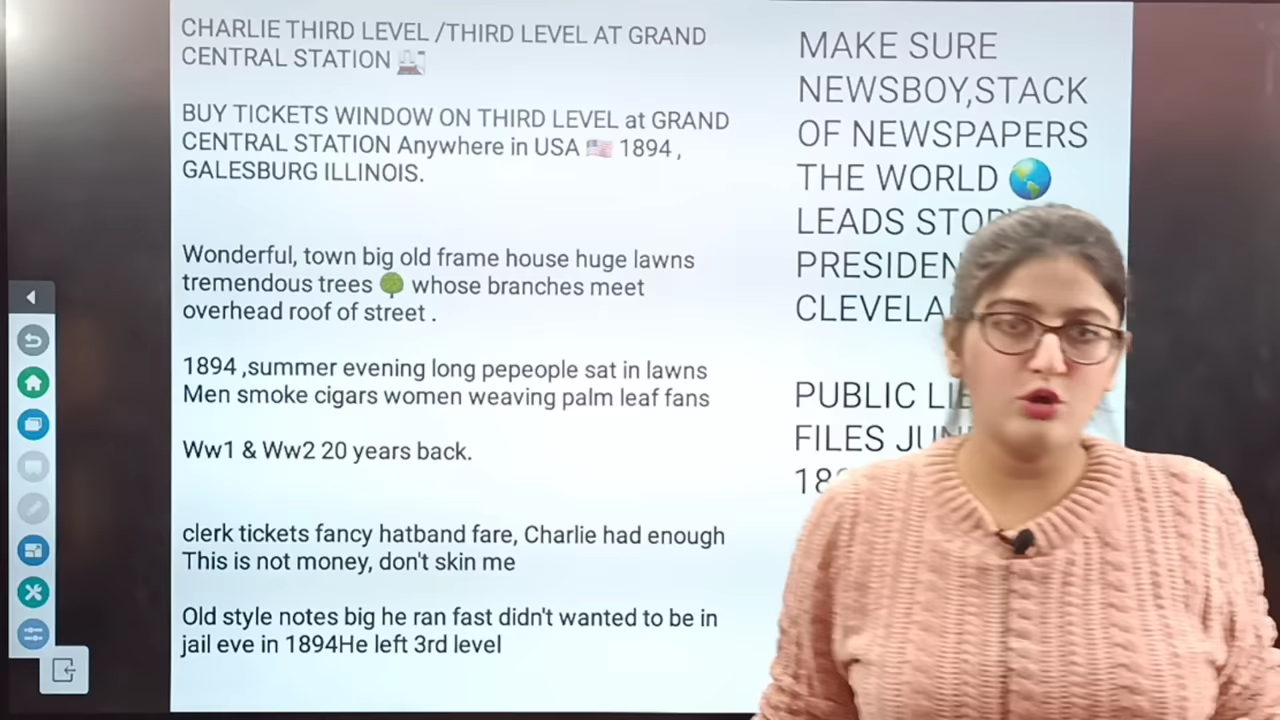 CHARLIE THIRD LEVEL /THIRD LEVEL AT GRAND
CENTRAL STATION
BUY TICKETS WINDOW ON THIRD LEVEL at GRAND
CENTRAL STATION Anywhere in USA 🇺🇸 1894 ,
GALESBURG ILLINOIS.
Wonderful, town big old frame house huge lawns
tremendous trees 🌳 whose branches meet
overhead roof of street .
1894 ,summer evening long pepeople sat in lawns
Men smoke cigars women weaving palm leaf fans
Ww1 & Ww2 20 years back.
clerk tickets fancy hatband fare, Charlie had enough
This is not money, don't skin me
Old style notes big he ran fast didn't wanted to be in
jail eve in 1894He left 3rd level
MAKE SURE
NEWSBOY,STACK
OF NEWSPAPERS
THE WORLD 🌎
LEADS
PUBLIC
FILES